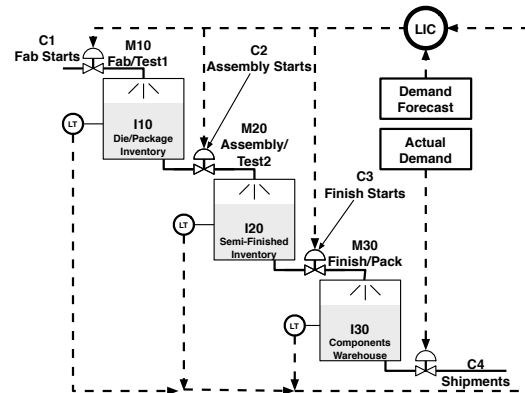 C1
Fab Starts
M10
Fab/Test1
C2
Assembly Starts
LIC
Demand
Forecast
Actual
Demand
LT
I10
Die/Package
Inventory
M20
Assembly/
Test2
C3
Finish Starts
LT
I20
Semi-Finished
Inventory
M30
Finish/Pack
LT
I30
Components
Warehouse
C4
Shipments